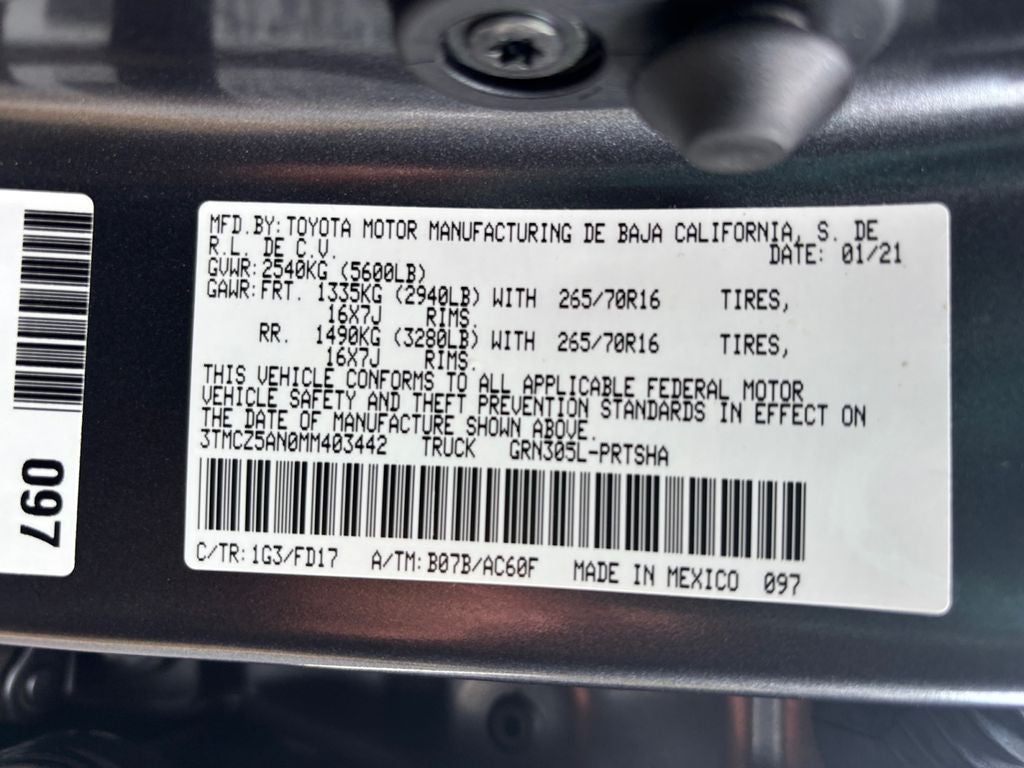 MFD.BY: TOYOTA MOTOR MANUFACTURING DE BAJA CALIFORNIA, S. DE
R.L. DE C.V. DATE: 01/21
GVWR: 2540KG (5600LB)
GAWR: FRT. 1335KG (2940LB) WITH 265/70R16 TIRES,
16X7J RIMS.
RR. 1490KG (3280LB) WITH 265/70R16 TIRES,
16X7J RIMS.
THIS VEHICLE CONFORMS TO ALL APPLICABLE FEDERAL MOTOR
VEHICLE SAFETY AND THEFT PREVENTION STANDARDS IN EFFECT ON
THE DATE OF MANUFACTURE SHOWN ABOVE.
3TMCZ5AN0MM403442 TRUCK GRN305L-PRTSHA
C/TR: 1G3/FD17 A/TM: B07B/AC60F MADE IN MEXICO 097
097